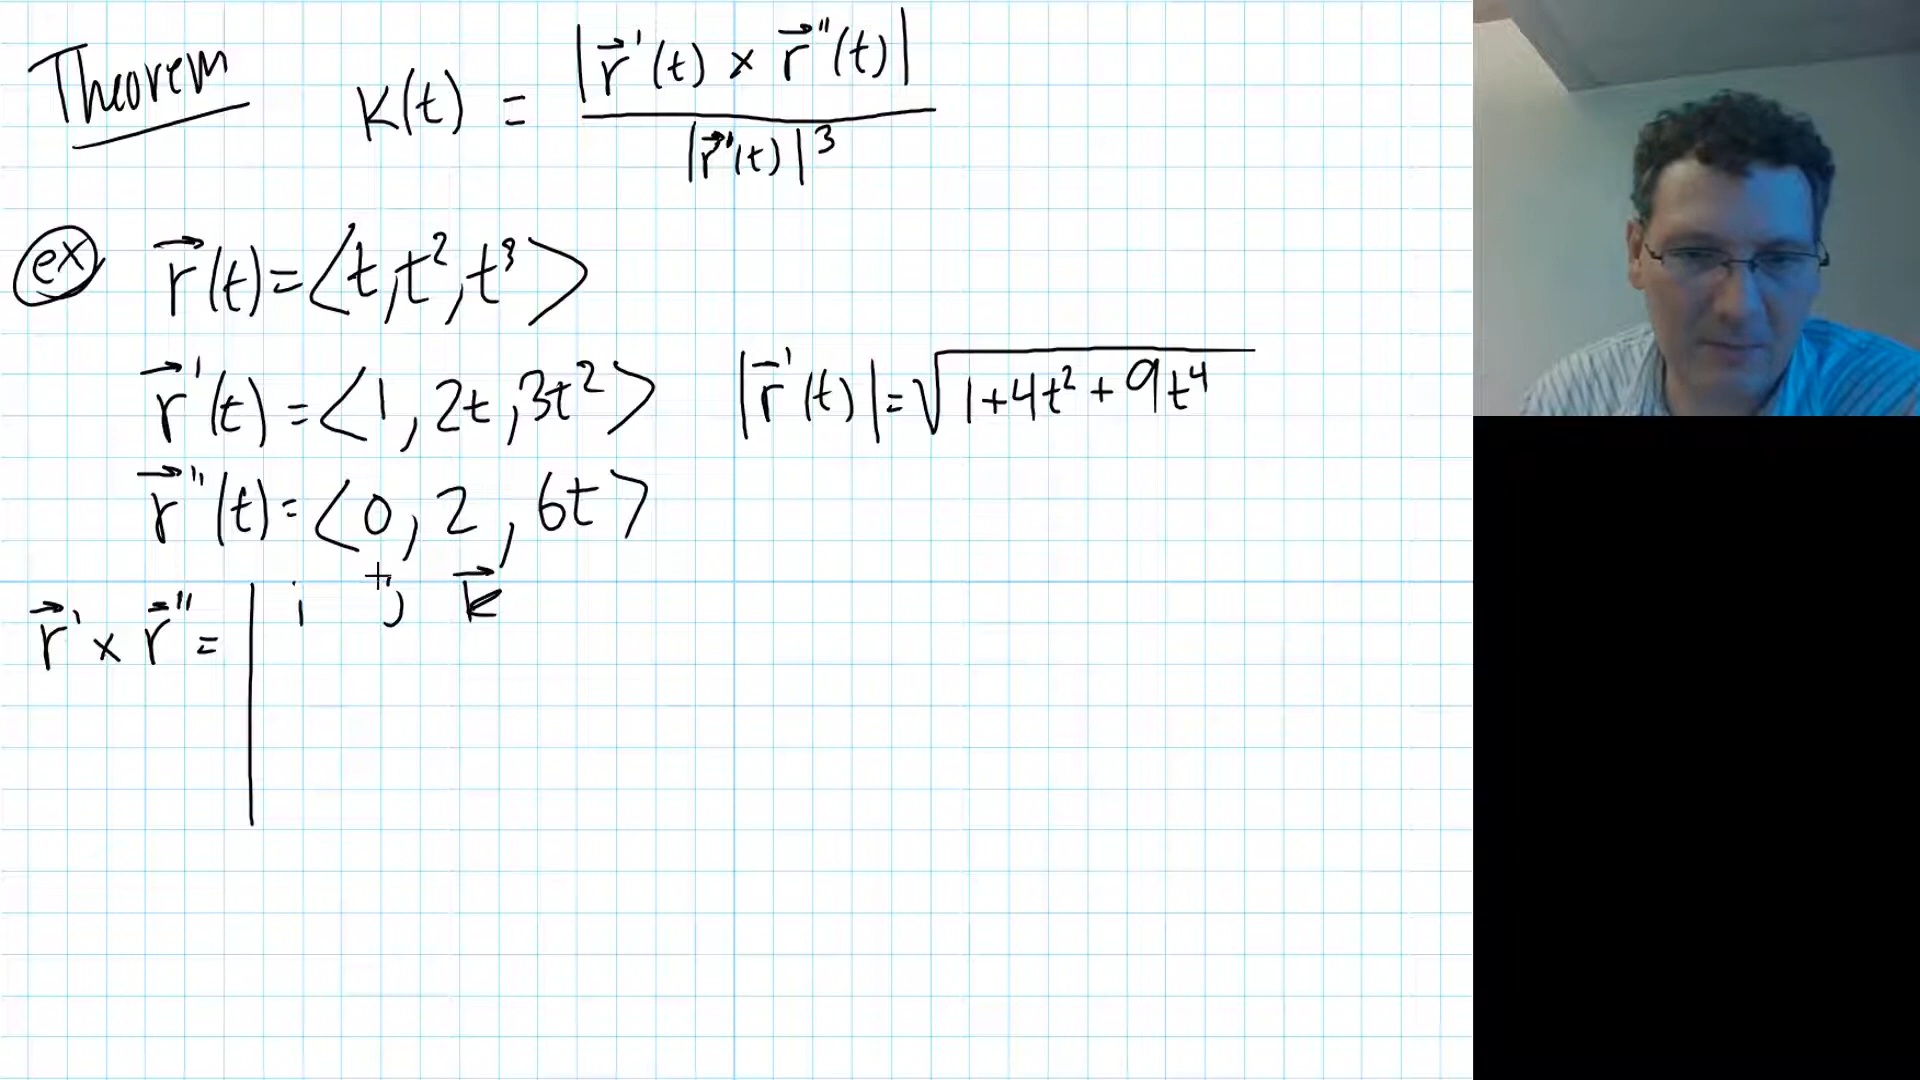 Theorem K(t) = |r⃗'(t) × r⃗''(t)| / |r⃗'(t)|³
ex r⃗(t) = ⟨t, t², t³⟩
r⃗'(t) = ⟨1, 2t, 3t²⟩ |r⃗'(t)| = √(1+4t²+9t⁴)
r⃗''(t) = ⟨0, 2, 6t⟩
r⃗' × r⃗'' = | i j k⃗